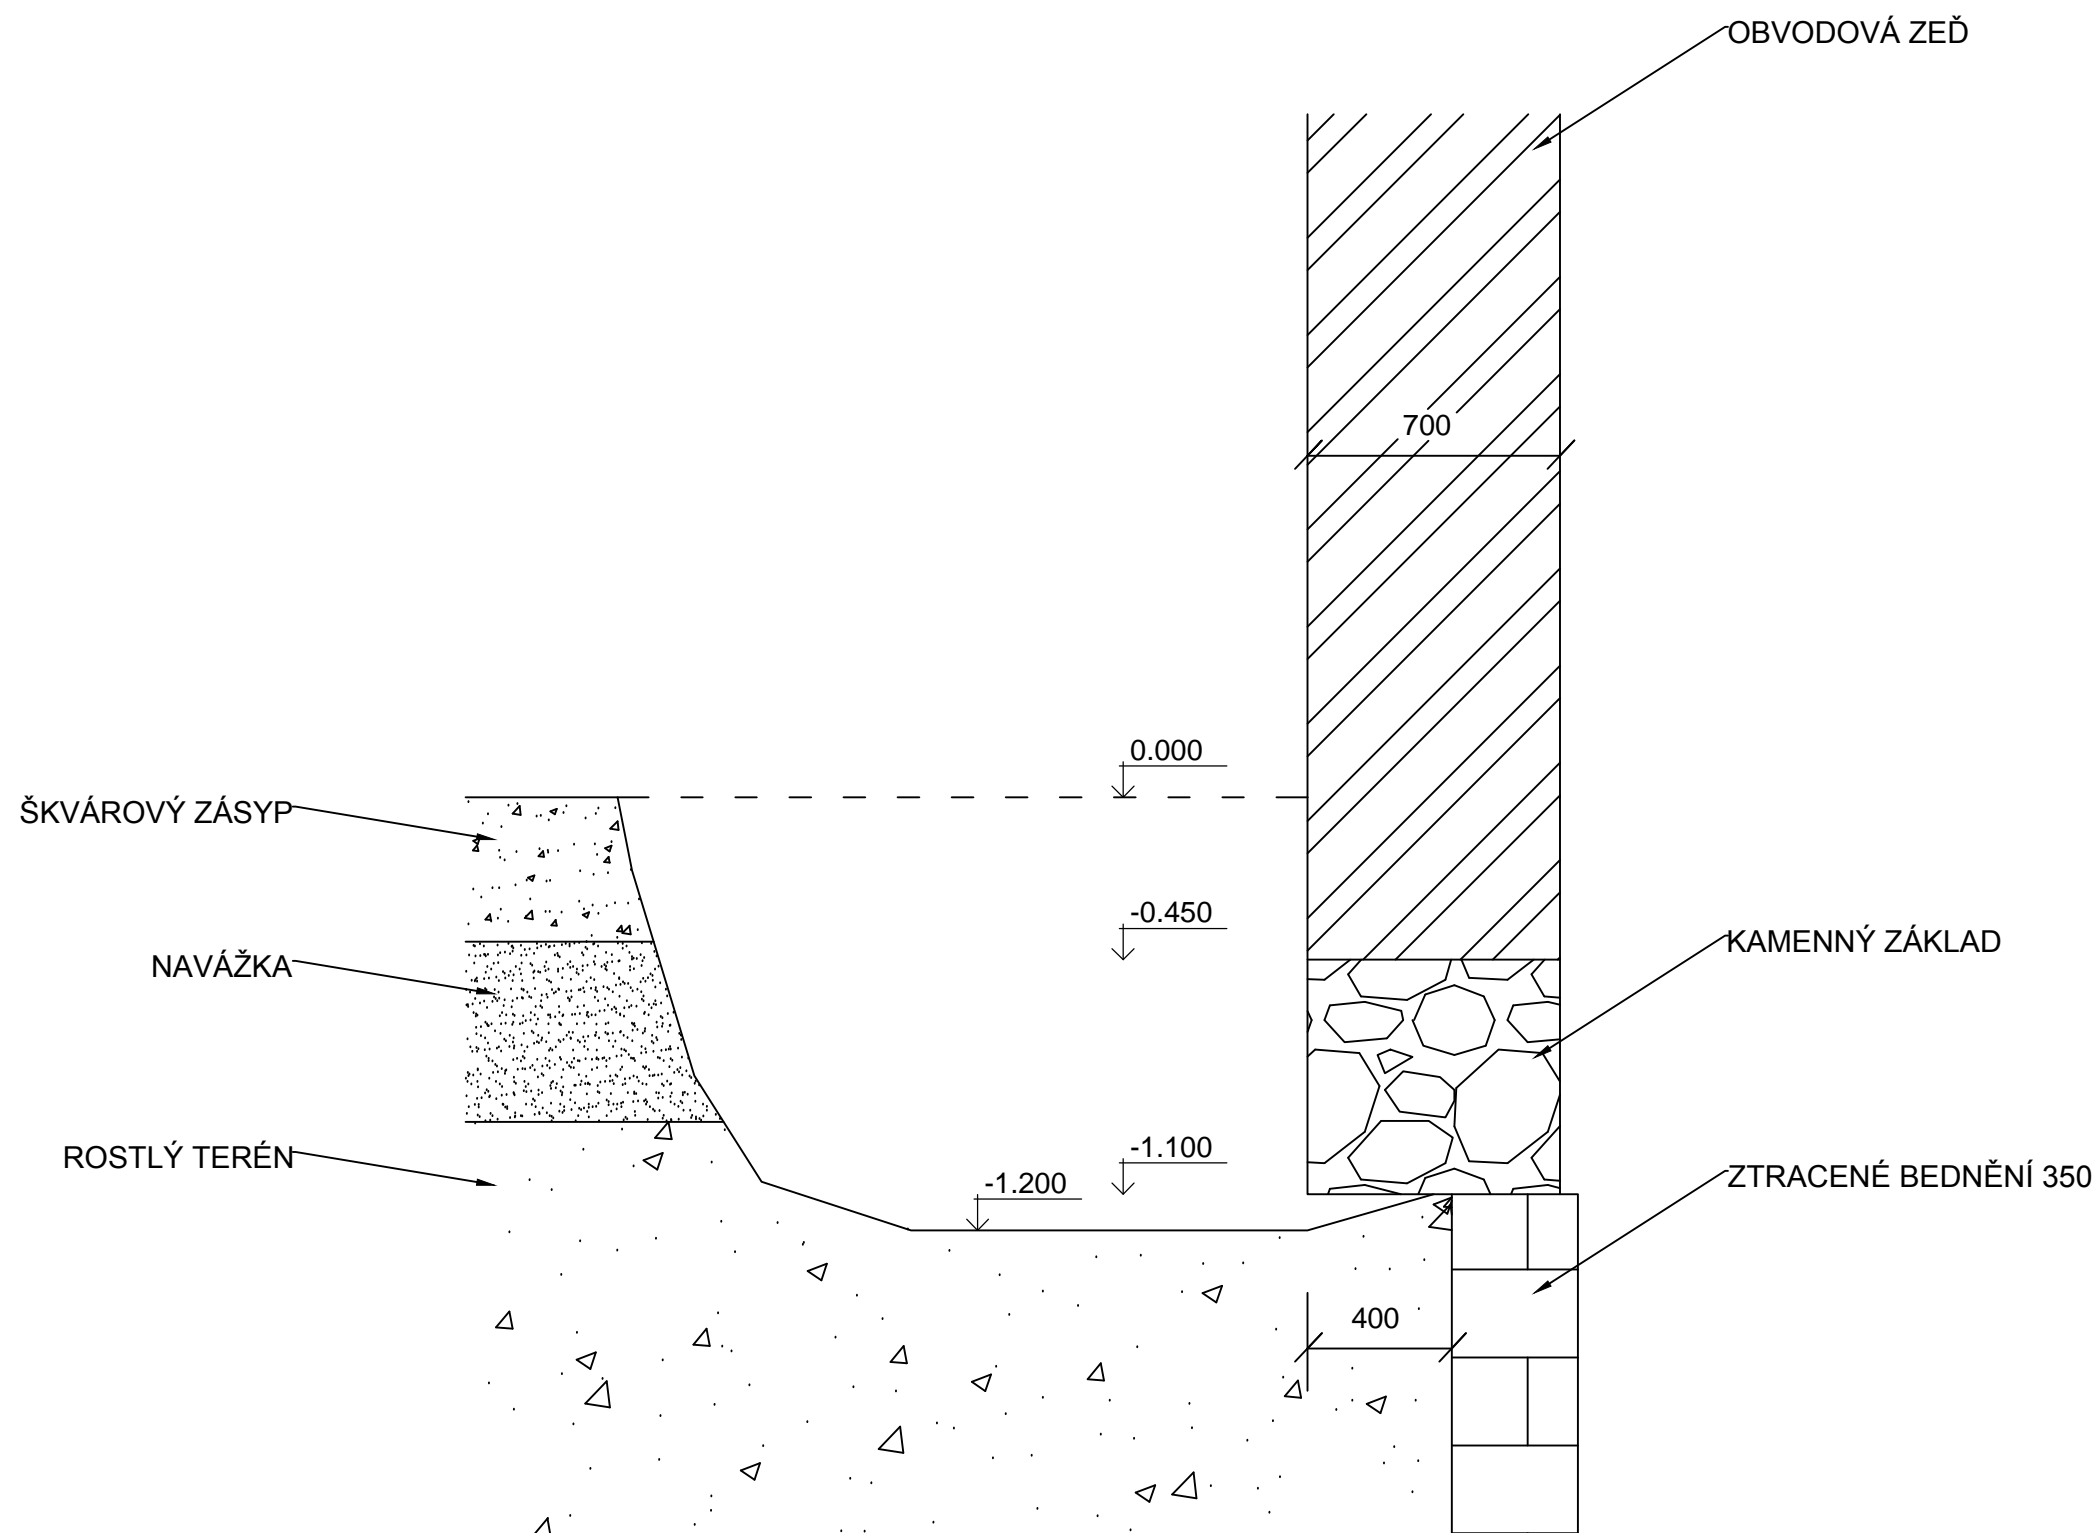 OBVODOVÁ ZEĎ
700
0.000
ŠKVÁROVÝ ZÁSYP
-0.450
KAMENNÝ ZÁKLAD
NAVÁŽKA
-1.100
ROSTLÝ TERÉN
-1.200
ZTRACENÉ BEDNĚNÍ 350
400